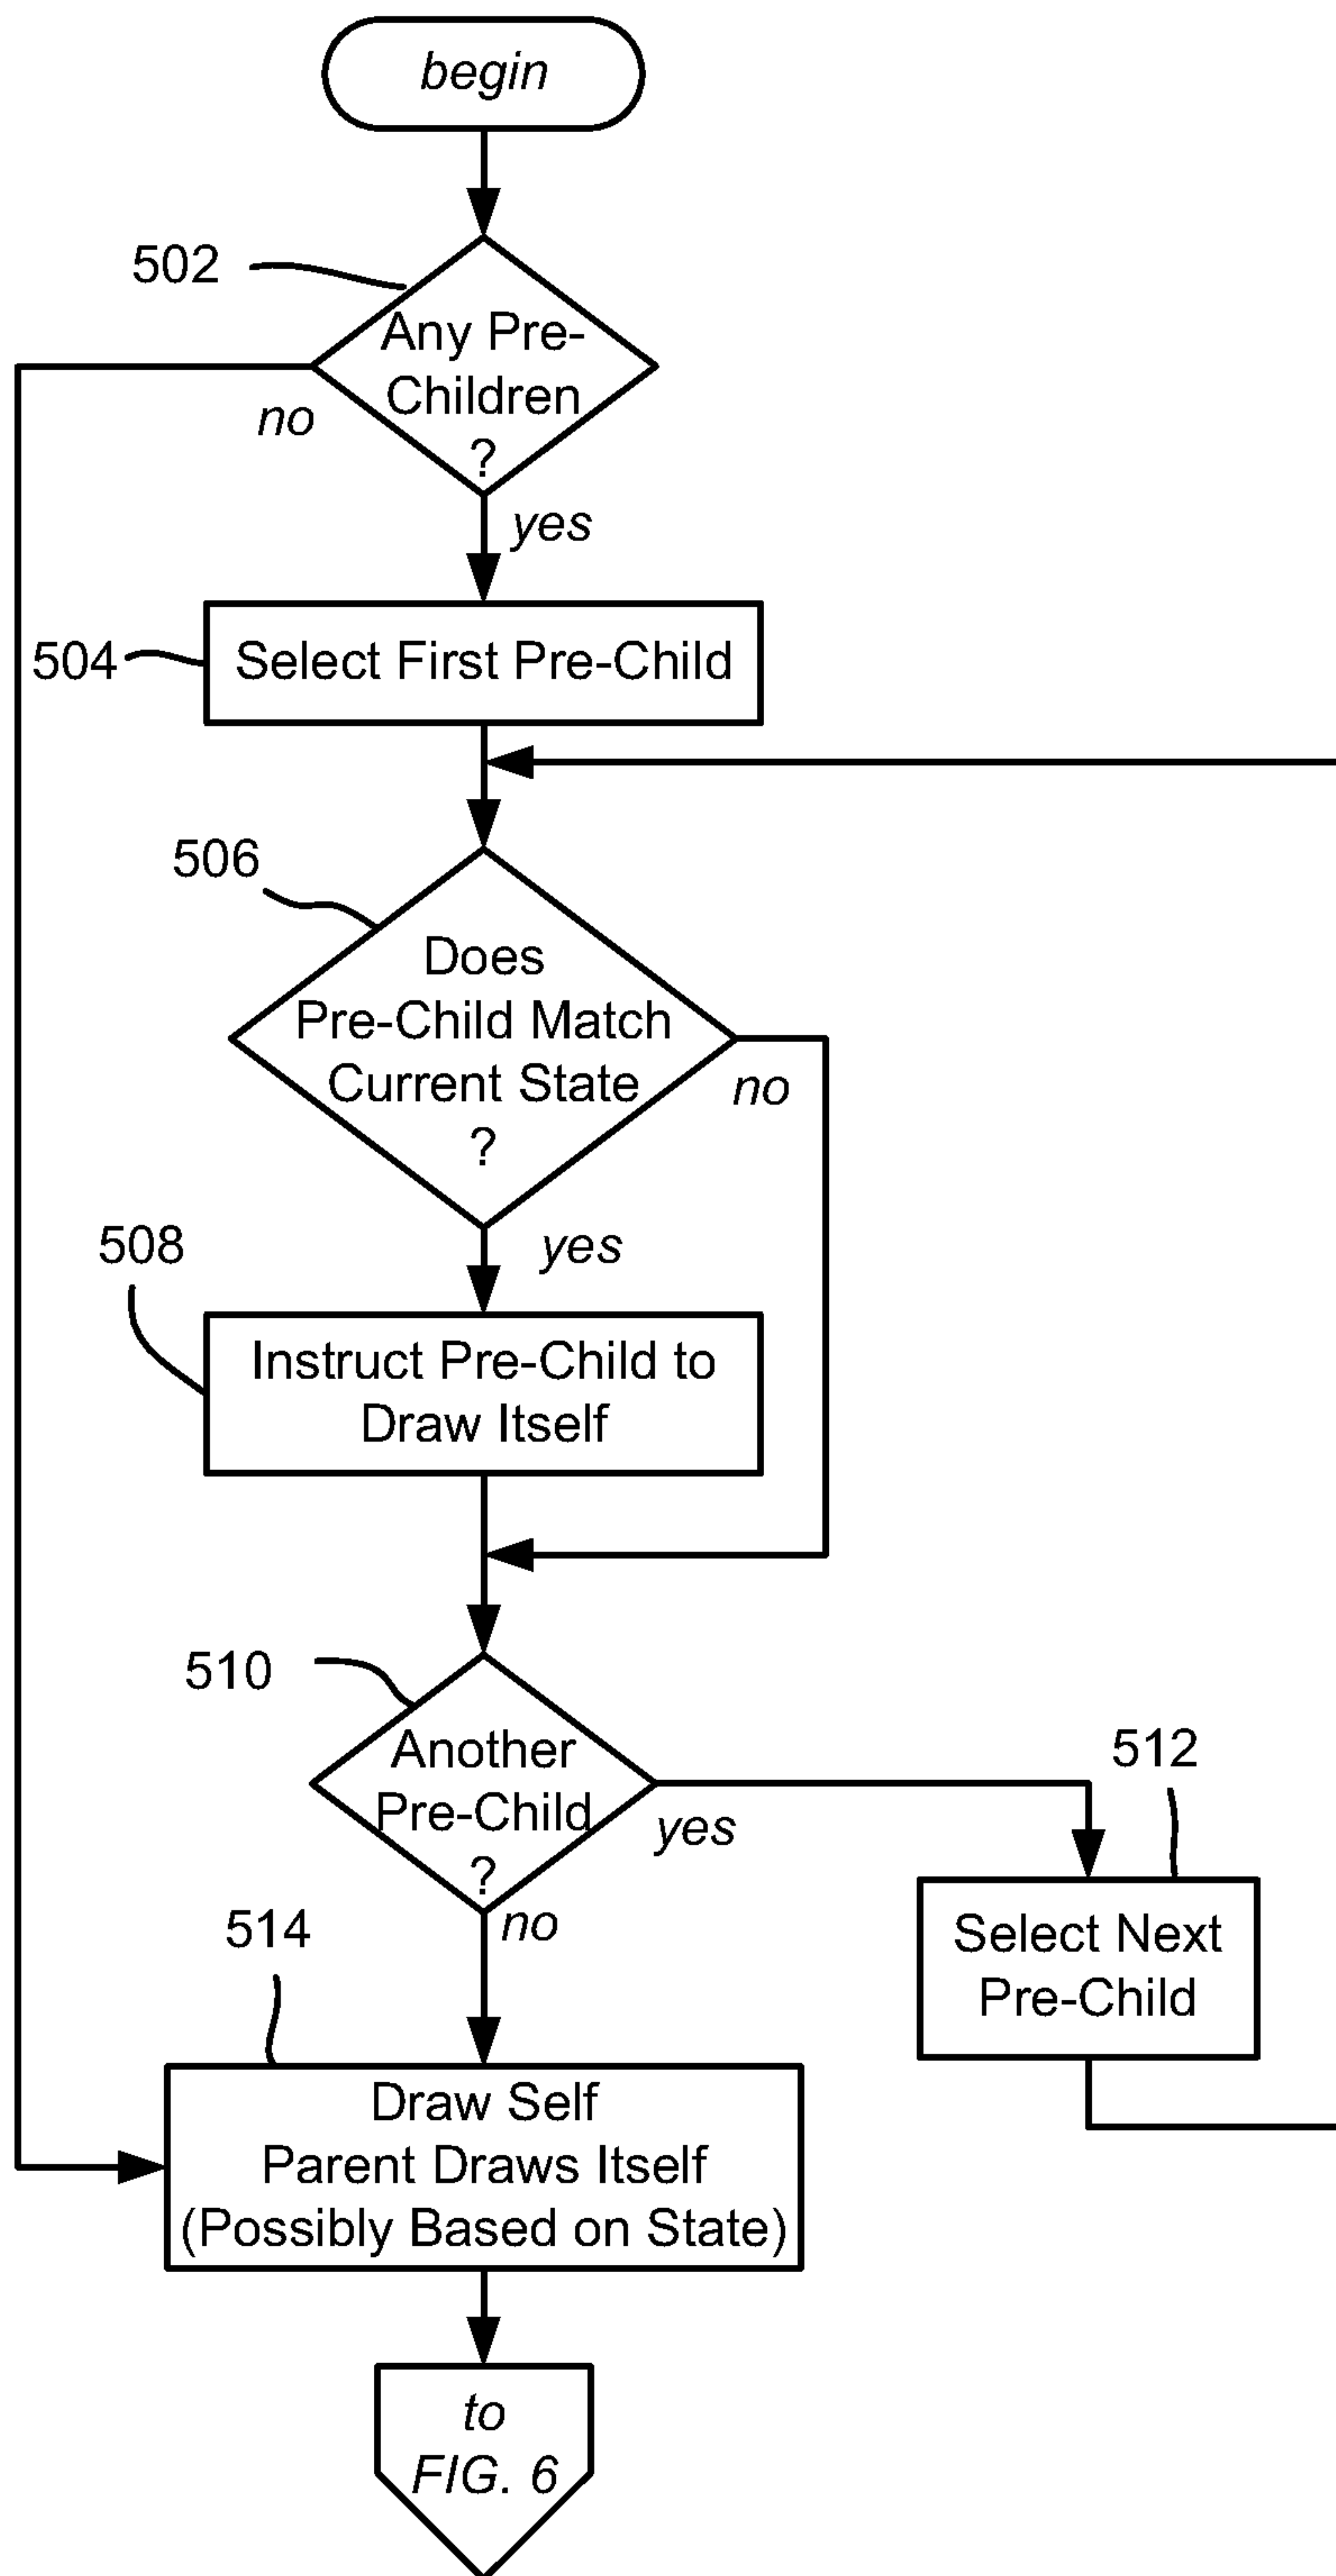 begin
502
Any Pre-
Children
?
no
yes
504
Select First Pre-Child
506
Does
Pre-Child Match
Current State
?
no
yes
508
Instruct Pre-Child to
Draw Itself
510
Another
Pre-Child
?
yes
no
512
Select Next
Pre-Child
514
Draw Self
Parent Draws Itself
(Possibly Based on State)
to
FIG. 6